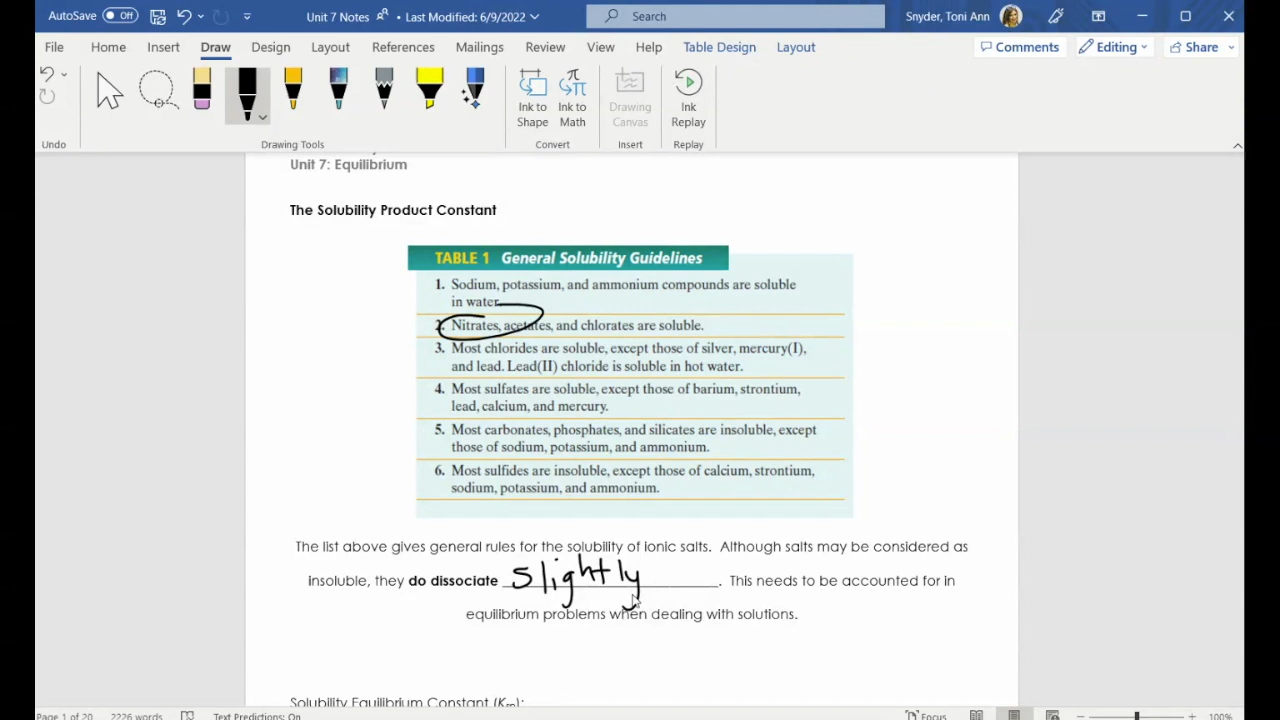 AutoSave Off Unit 7 Notes • Last Modified: 6/9/2022 Search Snyder, Toni Ann
File Home Insert Draw Design Layout References Mailings Review View Help Table Design Layout Comments Editing Share
Ink to Shape
Ink to Math
Drawing Canvas
Ink Replay
Undo Drawing Tools Convert Insert Replay
Unit 7: Equilibrium
The Solubility Product Constant
TABLE 1 General Solubility Guidelines
1. Sodium, potassium, and ammonium compounds are soluble
in water.
2. Nitrates, acetates, and chlorates are soluble.
3. Most chlorides are soluble, except those of silver, mercury(I),
and lead. Lead(II) chloride is soluble in hot water.
4. Most sulfates are soluble, except those of barium, strontium,
lead, calcium, and mercury.
5. Most carbonates, phosphates, and silicates are insoluble, except
those of sodium, potassium, and ammonium.
6. Most sulfides are insoluble, except those of calcium, strontium,
sodium, potassium, and ammonium.
The list above gives general rules for the solubility of ionic salts. Although salts may be considered as
insoluble, they do dissociate slightly. This needs to be accounted for in
equilibrium problems when dealing with solutions.
Solubility Equilibrium Constant (Ksp):
Page 1 of 20 2226 words Text Predictions: On Focus 100%